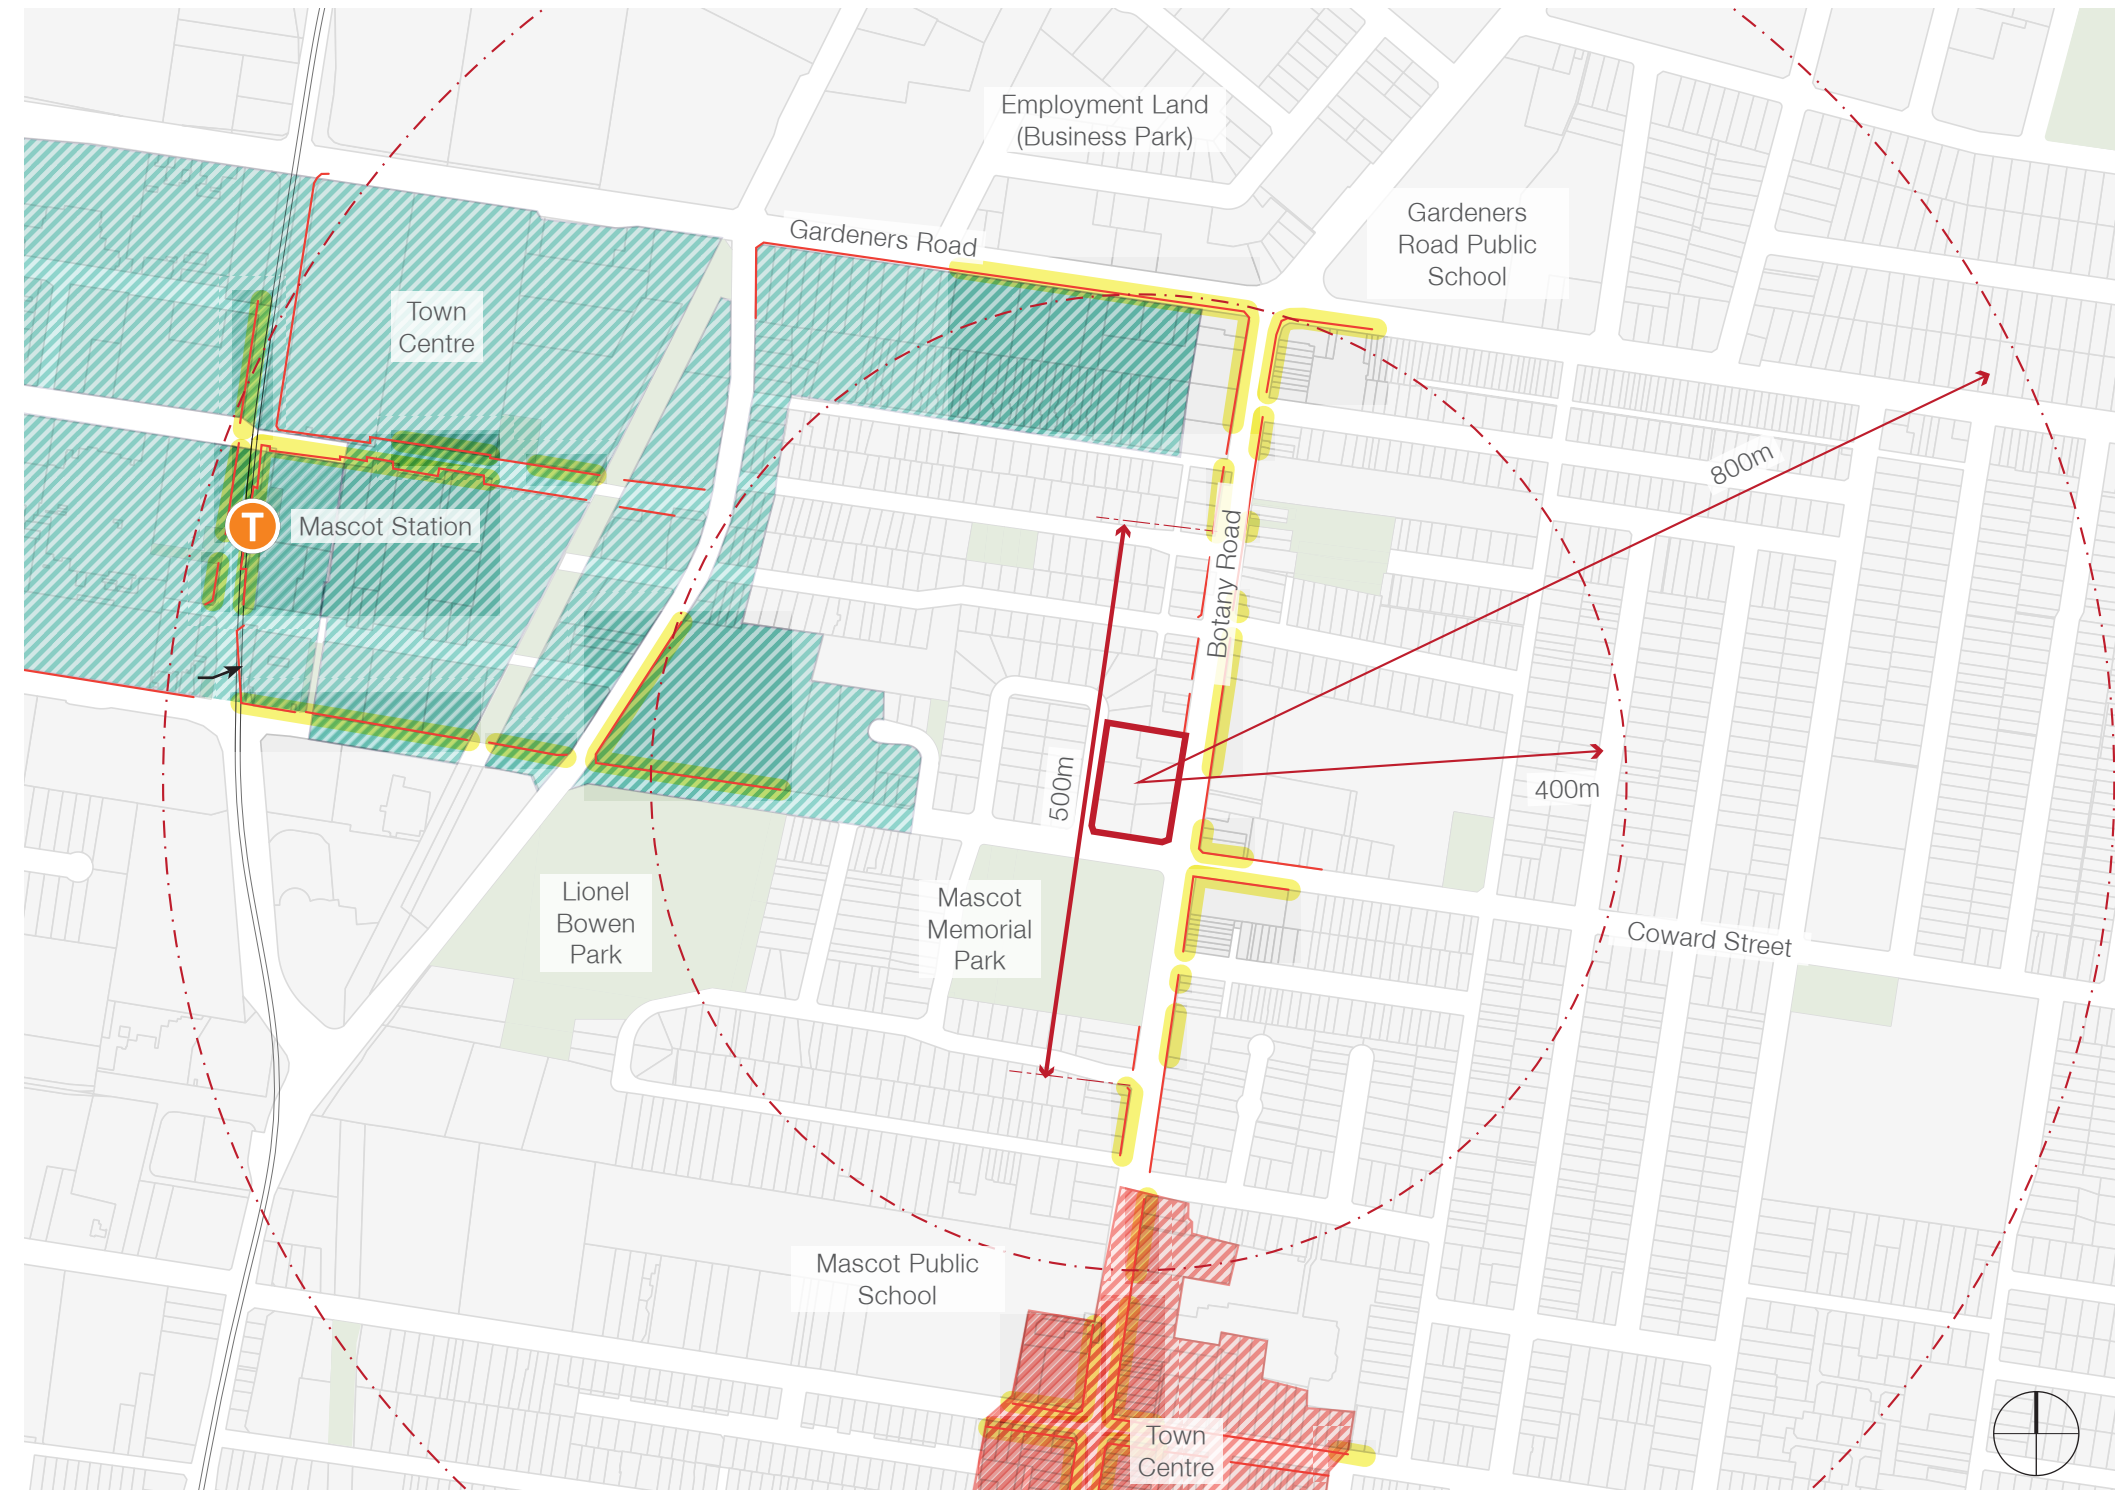 Employment Land
(Business Park)
Gardeners
Road Public
School
Gardeners Road
Town
Centre
800m
Mascot Station
T
Botany Road
500m
400m
Lionel
Bowen
Park
Mascot
Memorial
Park
Coward Street
Mascot Public
School
Town
Centre